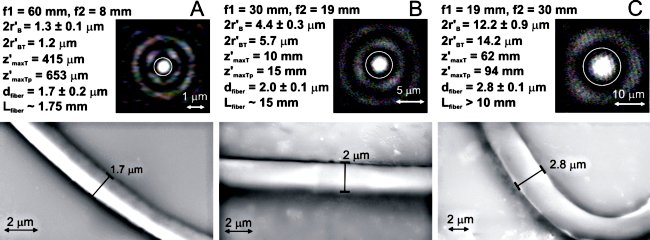 f1 = 60 mm, f2 = 8 mm
A
2r'B = 1.3 ± 0.1 μm
2r'BT = 1.2 μm
z'maxT = 415 μm
z'maxTp = 653 μm
dfiber = 1.7 ± 0.2 μm
Lfiber ~ 1.75 mm
1 μm
1.7 μm
2 μm
f1 = 30 mm, f2 = 19 mm
B
2r'B = 4.4 ± 0.3 μm
2r'BT = 5.7 μm
z'maxT = 10 mm
z'maxTp = 15 mm
dfiber = 2.0 ± 0.1 μm
Lfiber ~ 15 mm
5 μm
2 μm
2 μm
f1 = 19 mm, f2 = 30 mm
C
2r'B = 12.2 ± 0.9 μm
2r'BT = 14.2 μm
z'maxT = 62 mm
z'maxTp = 94 mm
dfiber = 2.8 ± 0.1 μm
Lfiber > 10 mm
10 μm
2.8 μm
2 μm